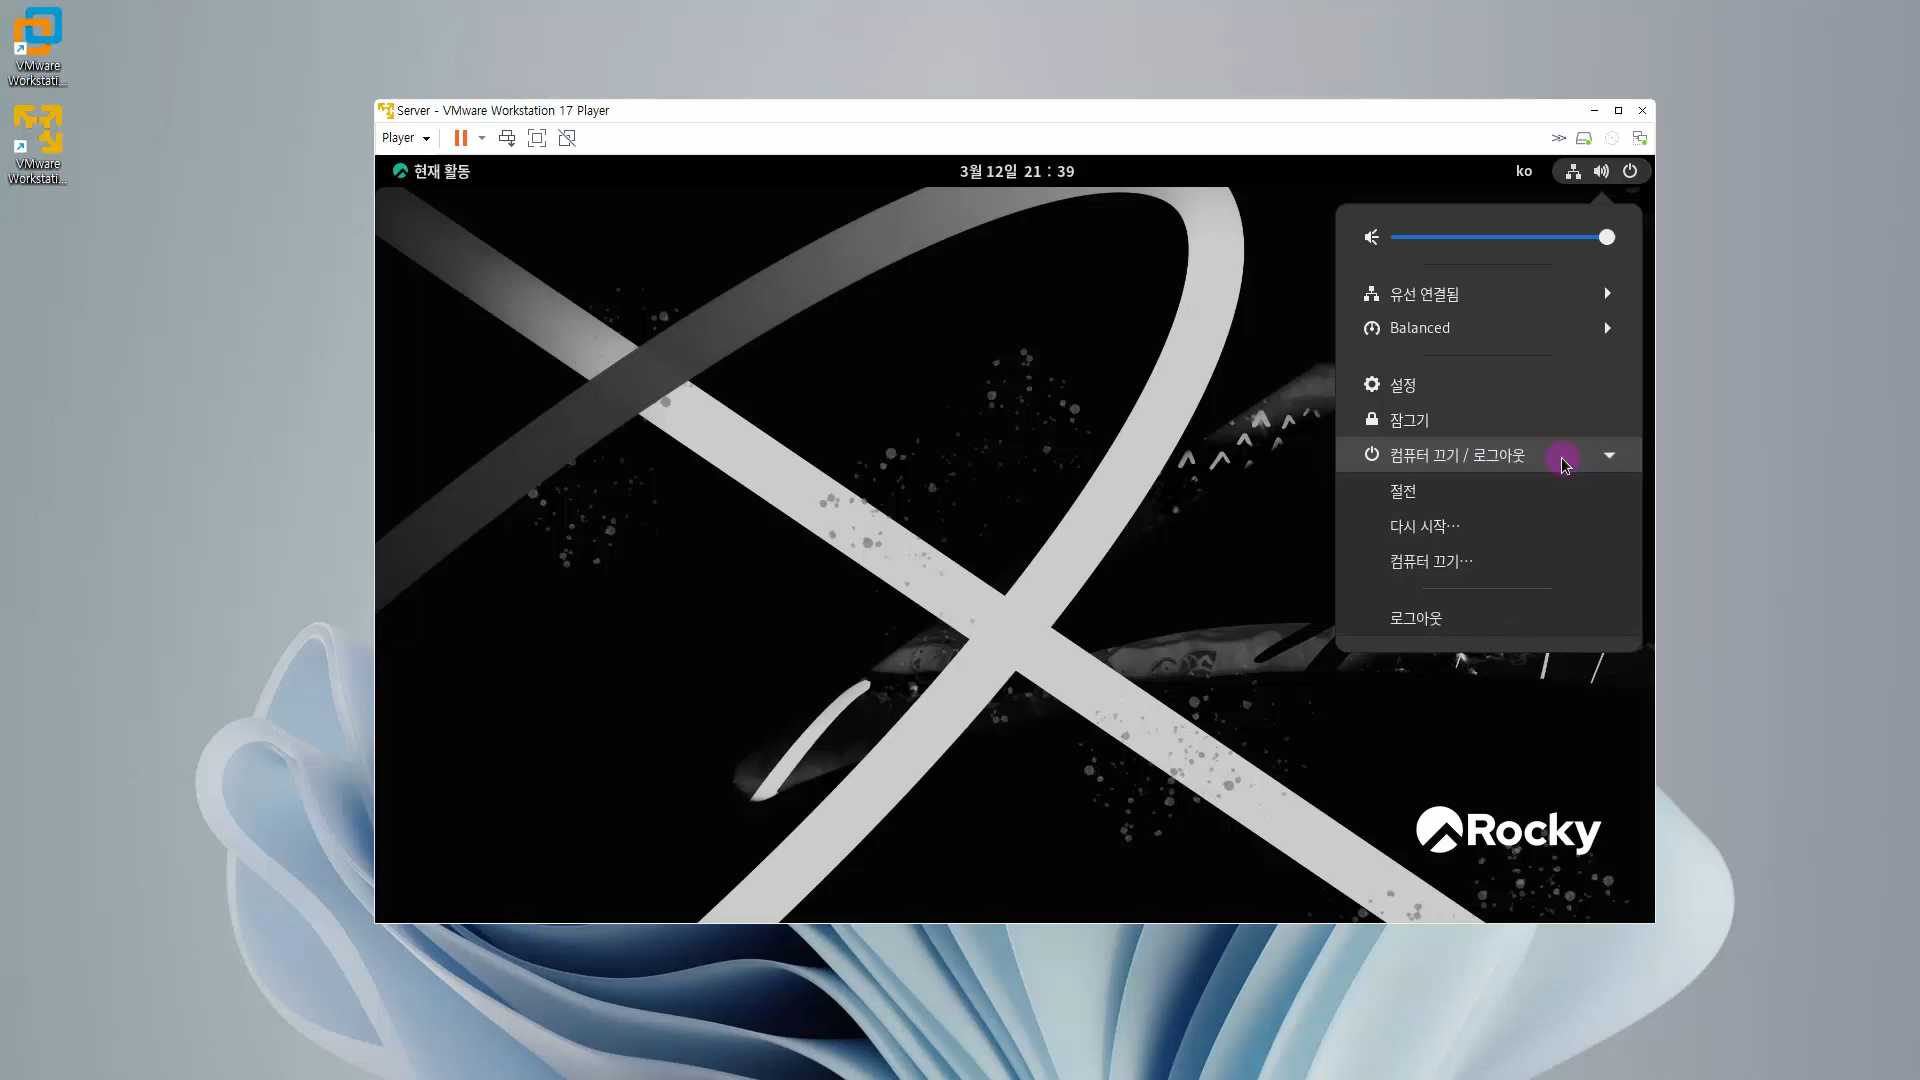 VMware
Workstati...
VMware
Workstati...
Server - VMware Workstation 17 Player
Player
현재 활동
3월 12일 21 : 39
ko
유선 연결됨
Balanced
설정
잠그기
컴퓨터 끄기 / 로그아웃
절전
다시 시작…
컴퓨터 끄기…
로그아웃
Rocky